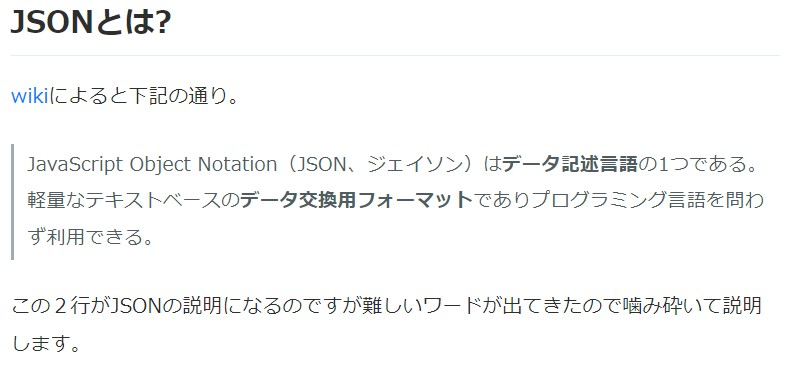 JSONとは?
wikiによると下記の通り。
JavaScript Object Notation（JSON、ジェイソン）はデータ記述言語の1つである。
軽量なテキストベースのデータ交換用フォーマットでありプログラミング言語を問わ
ず利用できる。
この２行がJSONの説明になるのですが難しいワードが出てきたので噛み砕いて説明
します。